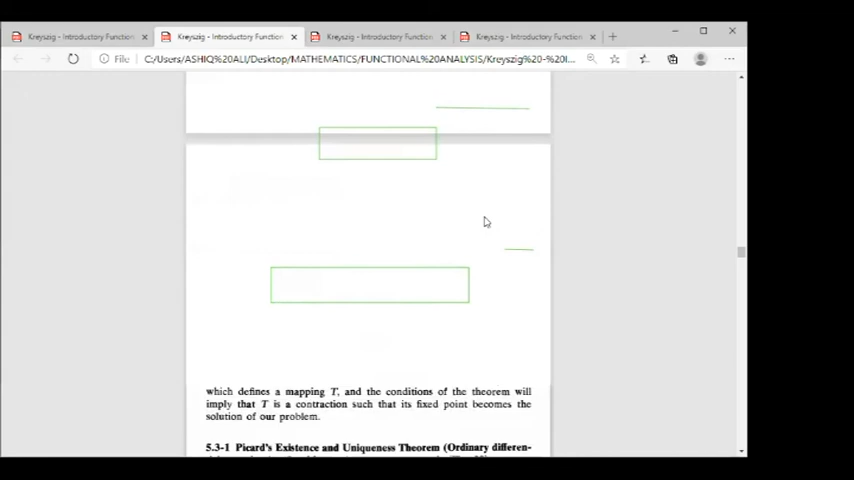 Kreyszig - Introductory Function
Kreyszig - Introductory Function
Kreyszig - Introductory Function
Kreyszig - Introductory Function
File
C:/Users/ASHIQ%20ALI/Desktop/MATHEMATICS/FUNCTIONAL%20ANALYSIS/Kreyszig%20-%20I...
which defines a mapping T, and the conditions of the theorem will
imply that T is a contraction such that its fixed point becomes the
solution of our problem.
5.3-1 Picard's Existence and Uniqueness Theorem (Ordinary differen-